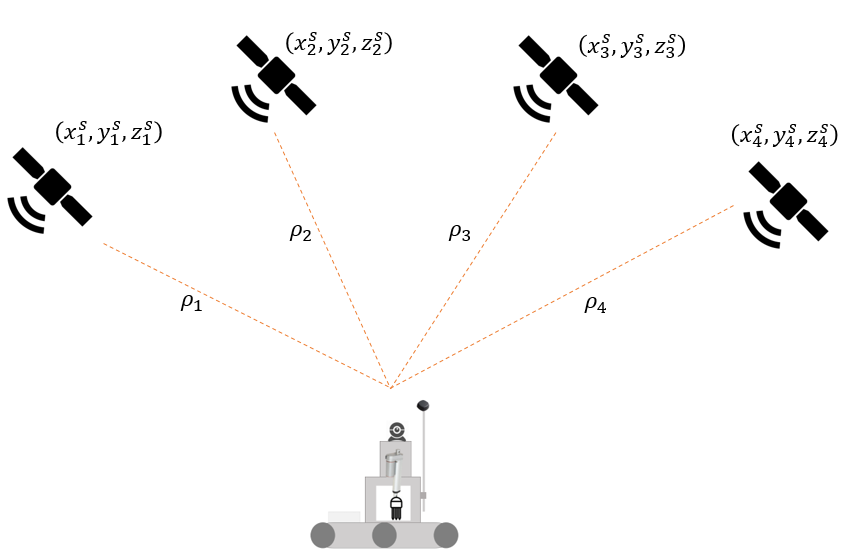 (x₁ˢ, y₁ˢ, z₁ˢ)
(x₂ˢ, y₂ˢ, z₂ˢ)
(x₃ˢ, y₃ˢ, z₃ˢ)
(x₄ˢ, y₄ˢ, z₄ˢ)
ρ₁
ρ₂
ρ₃
ρ₄